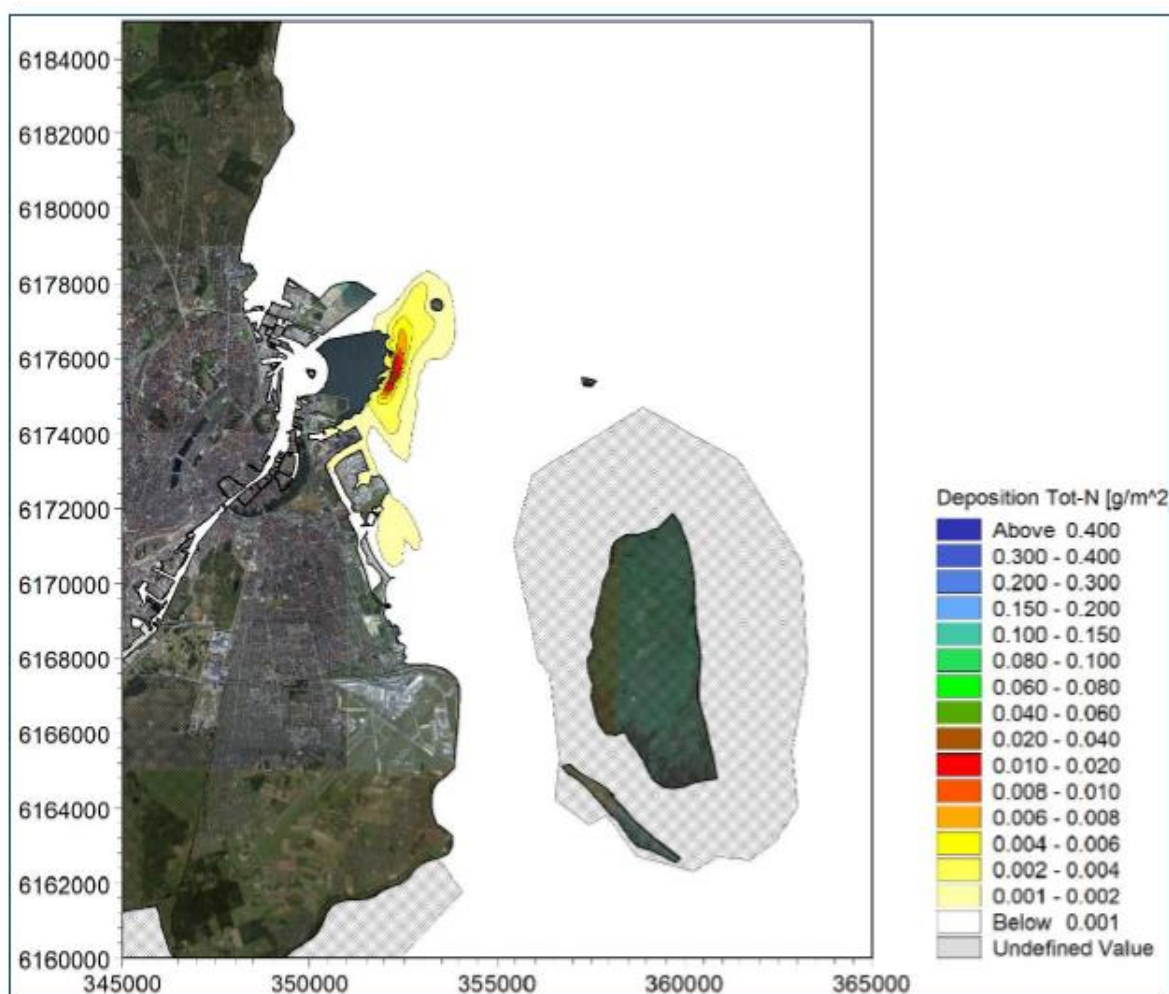 6184000
6182000
6180000
6178000
6176000
6174000
6172000
6170000
6168000
6166000
6164000
6162000
6160000
345000 350000 355000 360000 365000
Deposition Tot-N [g/m^2
Above 0.400
0.300 - 0.400
0.200 - 0.300
0.150 - 0.200
0.100 - 0.150
0.080 - 0.100
0.060 - 0.080
0.040 - 0.060
0.020 - 0.040
0.010 - 0.020
0.008 - 0.010
0.006 - 0.008
0.004 - 0.006
0.002 - 0.004
0.001 - 0.002
Below 0.001
Undefined Value